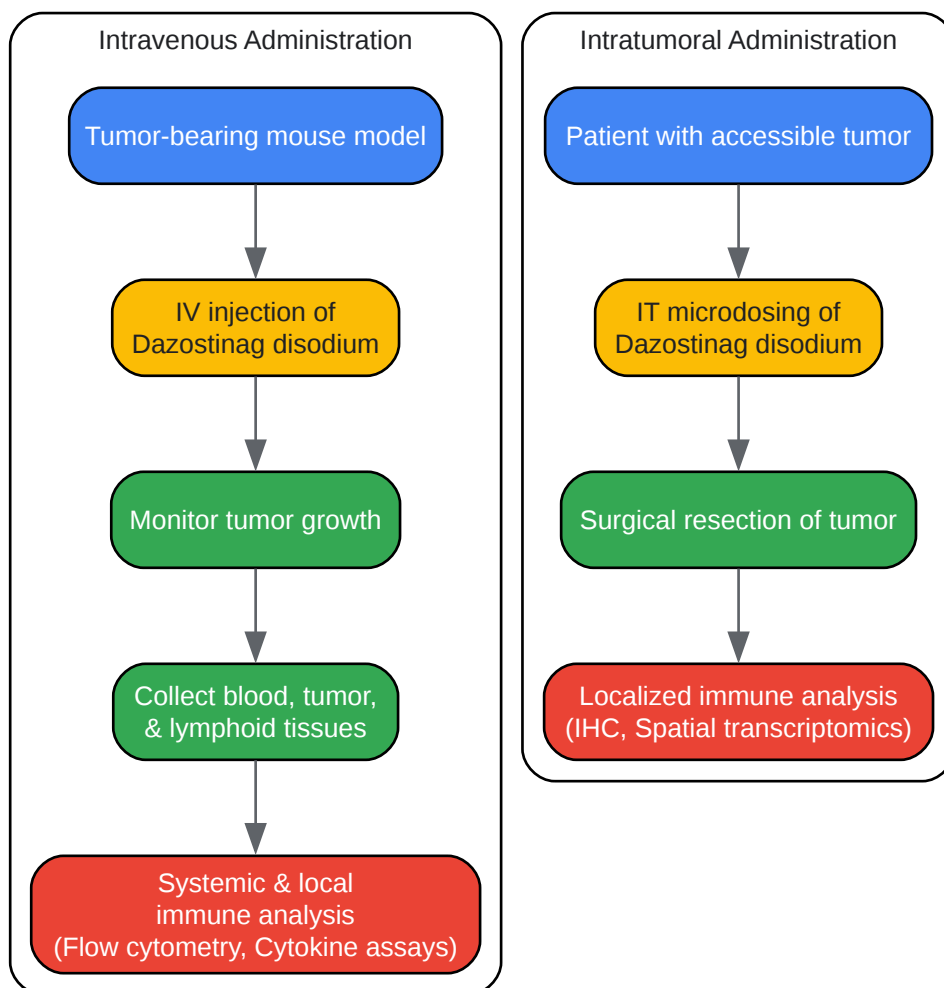 Intravenous Administration
Tumor-bearing mouse model
IV injection of
Dazostinag disodium
Monitor tumor growth
Collect blood, tumor,
& lymphoid tissues
Systemic & local
immune analysis
(Flow cytometry, Cytokine assays)
Intratumoral Administration
Patient with accessible tumor
IT microdosing of
Dazostinag disodium
Surgical resection of tumor
Localized immune analysis
(IHC, Spatial transcriptomics)